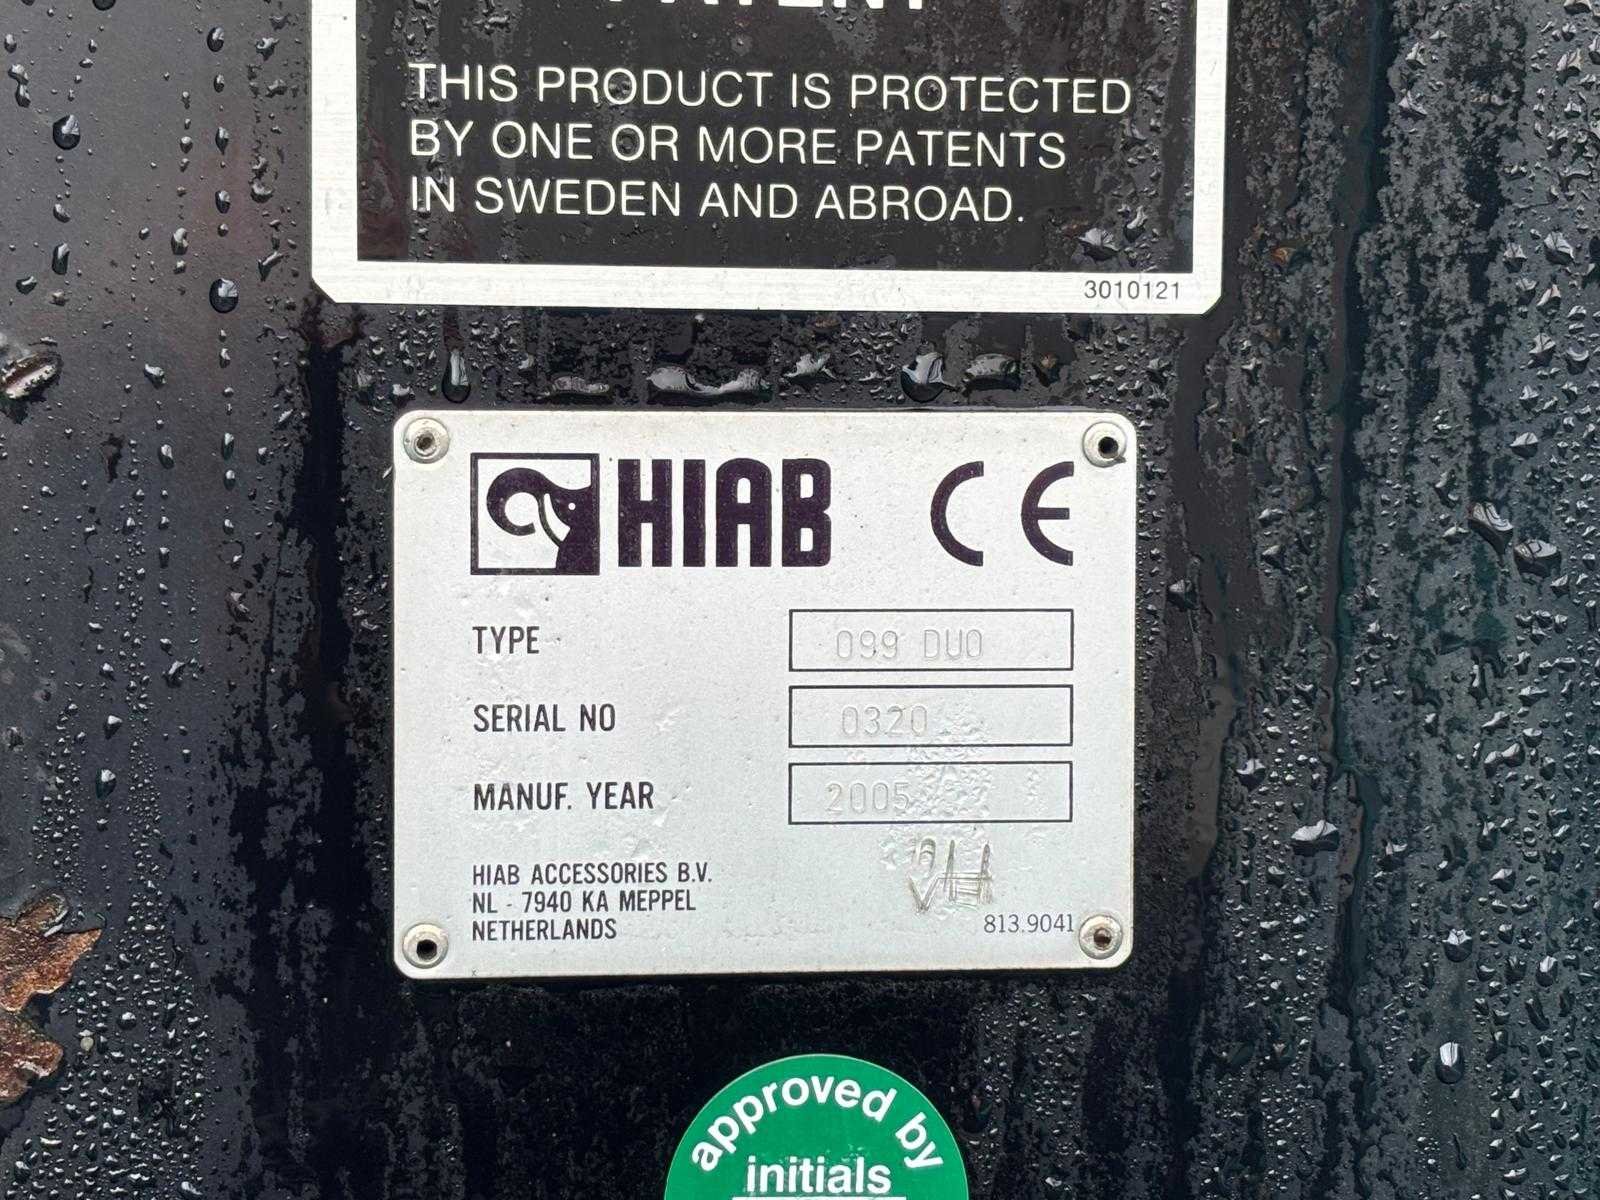 PATENT
THIS PRODUCT IS PROTECTED
BY ONE OR MORE PATENTS
IN SWEDEN AND ABROAD.
3010121
HIAB CE
TYPE 099 DUO
SERIAL NO 0320
MANUF. YEAR 2005
HIAB ACCESSORIES B.V.
NL - 7940 KA MEPPEL
NETHERLANDS
813.9041
approved by
initials